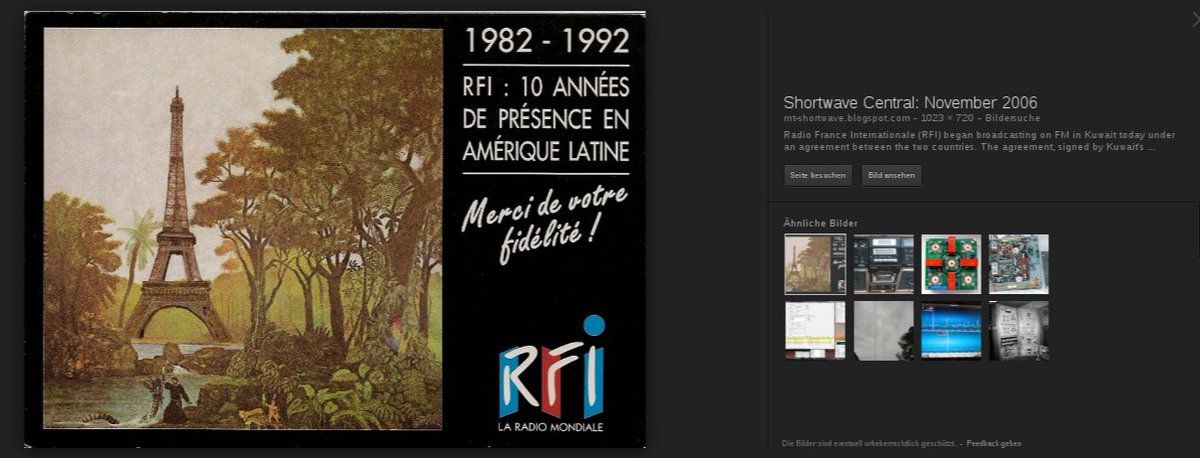 1982 - 1992
RFI : 10 ANNÉES
DE PRÉSENCE EN
AMÉRIQUE LATINE
Merci de votre
fidélité !
RFI
LA RADIO MONDIALE
Shortwave Central: November 2006
mt-shortwave.blogspot.com - 1023 × 720 - Bildersuche
Radio France Internationale (RFI) began broadcasting on FM in Kuwait today under
an agreement between the two countries. The agreement, signed by Kuwait's ...
Seite besuchen
Bild ansehen
Ähnliche Bilder
Die Bilder sind eventuell urheberrechtlich geschützt. - Feedback geben